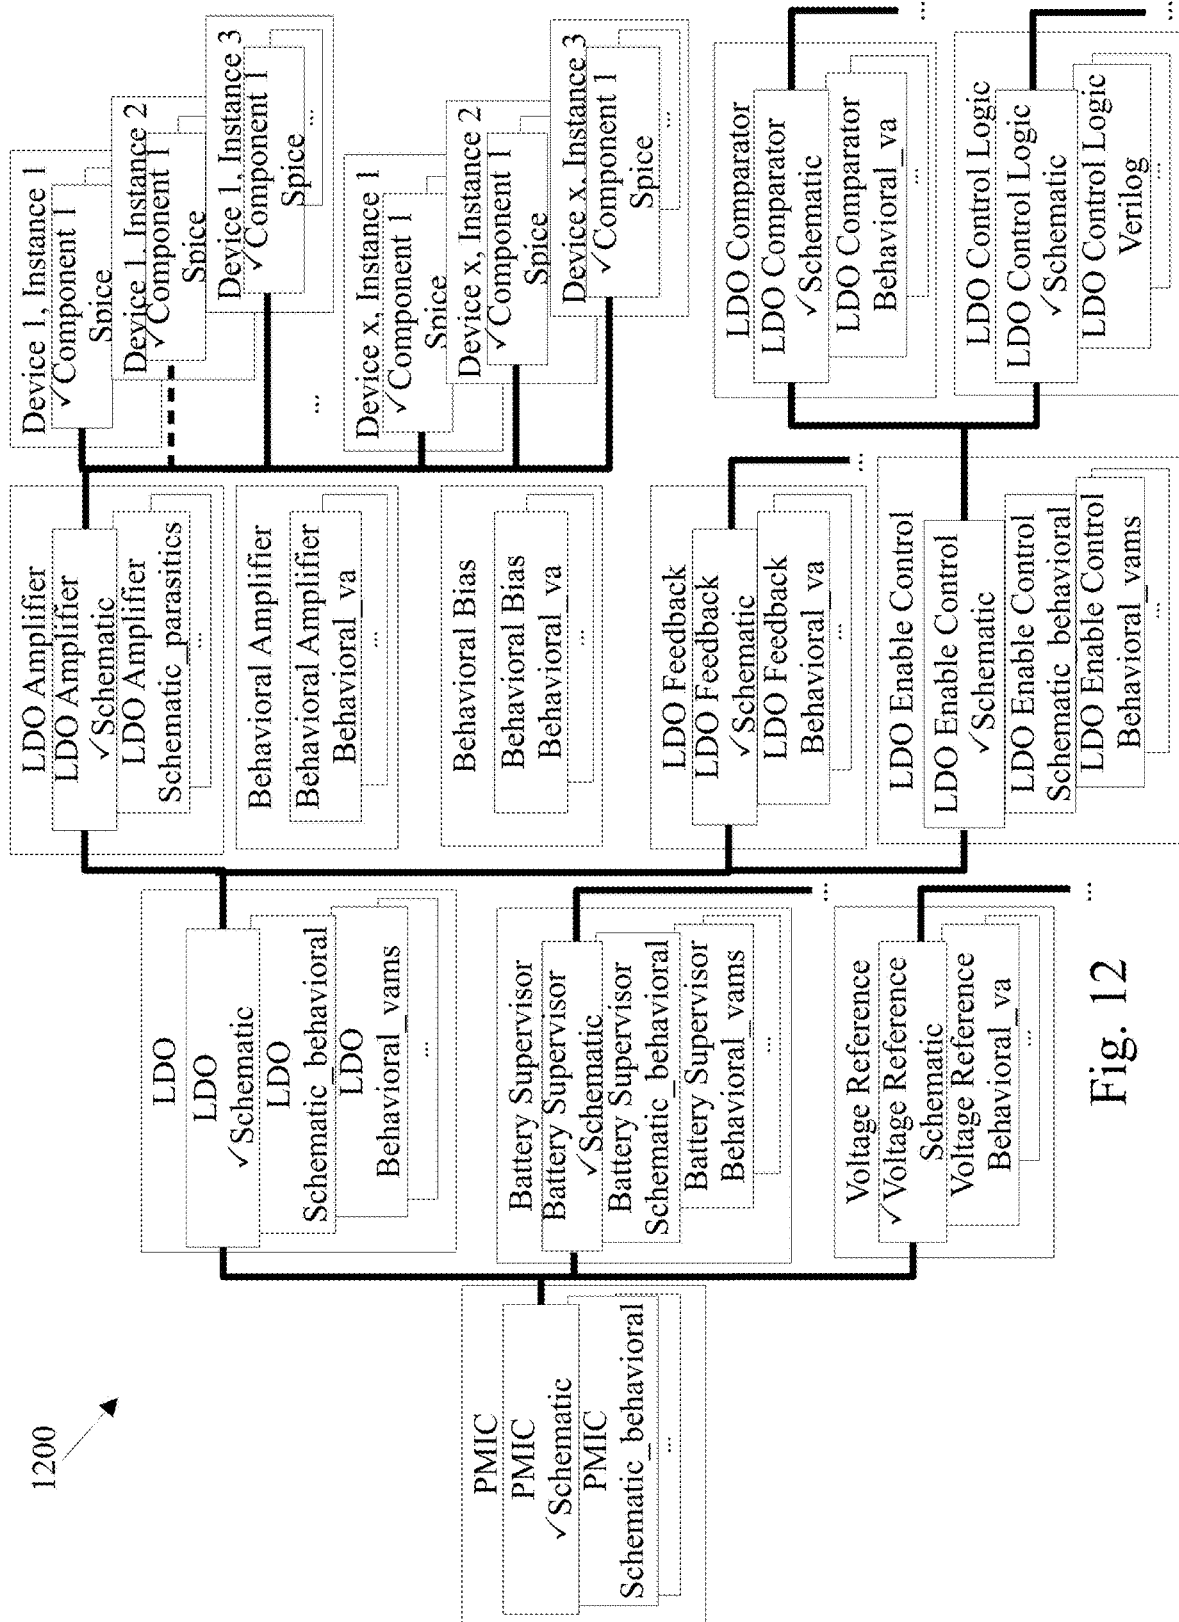 1200
PMIC
PMIC
✓Schematic
PMIC
Schematic_behavioral
...
LDO
LDO
✓Schematic
LDO
Schematic_behavioral
LDO
Behavioral_vams
...
Battery Supervisor
Battery Supervisor
✓Schematic
Battery Supervisor
Schematic_behavioral
Battery Supervisor
Behavioral_vams
...
...
Voltage Reference
✓Voltage Reference
Schematic
Voltage Reference
Behavioral_va
...
...
LDO Amplifier
LDO Amplifier
✓Schematic
LDO Amplifier
Schematic_parasitics
...
Behavioral Amplifier
Behavioral Amplifier
Behavioral_va
...
Behavioral Bias
Behavioral Bias
Behavioral_va
...
LDO Feedback
LDO Feedback
✓Schematic
LDO Feedback
Behavioral_va
...
...
LDO Enable Control
LDO Enable Control
✓Schematic
LDO Enable Control
Schematic_behavioral
LDO Enable Control
Behavioral_vams
...
Device 1, Instance 1
✓Component 1
Spice
Device 1, Instance 2
✓Component 1
Spice
Device 1, Instance 3
✓Component 1
Spice
...
...
Device x, Instance 1
✓Component 1
Spice
Device x, Instance 2
✓Component 1
Spice
Device x, Instance 3
✓Component 1
Spice
...
LDO Comparator
LDO Comparator
✓Schematic
LDO Comparator
Behavioral_va
...
...
LDO Control Logic
LDO Control Logic
✓Schematic
LDO Control Logic
Verilog
...
...
Fig. 12